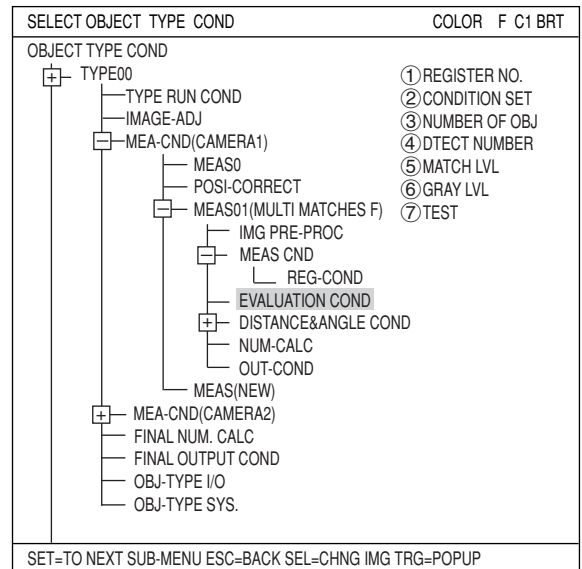 SELECT OBJECT TYPE COND COLOR F C1 BRT
OBJECT TYPE COND
TYPE00
TYPE RUN COND
IMAGE-ADJ
MEA-CND(CAMERA1)
MEAS0
POSI-CORRECT
MEAS01(MULTI MATCHES F)
IMG PRE-PROC
MEAS CND
REG-COND
EVALUATION COND
DISTANCE&ANGLE COND
NUM-CALC
OUT-COND
MEAS(NEW)
MEA-CND(CAMERA2)
FINAL NUM. CALC
FINAL OUTPUT COND
OBJ-TYPE I/O
OBJ-TYPE SYS.
①REGISTER NO.
②CONDITION SET
③NUMBER OF OBJ
④DTECT NUMBER
⑤MATCH LVL
⑥GRAY LVL
⑦TEST
SET=TO NEXT SUB-MENU ESC=BACK SEL=CHNG IMG TRG=POPUP